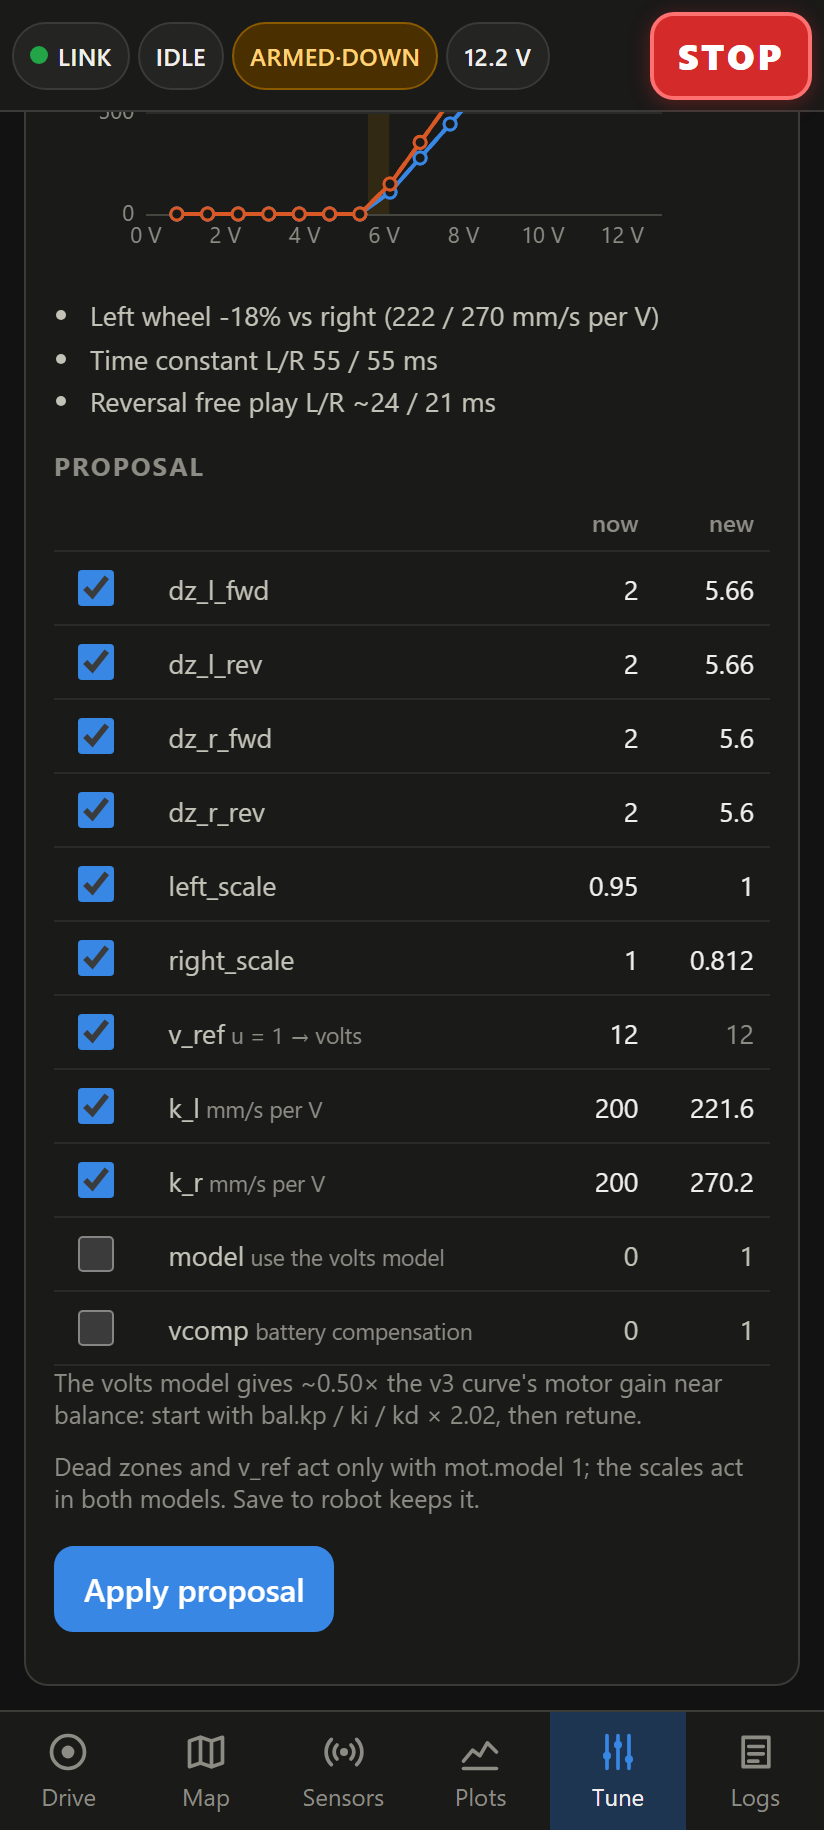 LINK IDLE ARMED·DOWN 12.2 V STOP
500
0
0 V 2 V 4 V 6 V 8 V 10 V 12 V
• Left wheel -18% vs right (222 / 270 mm/s per V)
• Time constant L/R 55 / 55 ms
• Reversal free play L/R ~24 / 21 ms
PROPOSAL
now new
dz_l_fwd 2 5.66
dz_l_rev 2 5.66
dz_r_fwd 2 5.6
dz_r_rev 2 5.6
left_scale 0.95 1
right_scale 1 0.812
v_ref u = 1 → volts 12 12
k_l mm/s per V 200 221.6
k_r mm/s per V 200 270.2
model use the volts model 0 1
vcomp battery compensation 0 1
The volts model gives ~0.50× the v3 curve's motor gain near
balance: start with bal.kp / ki / kd × 2.02, then retune.
Dead zones and v_ref act only with mot.model 1; the scales act
in both models. Save to robot keeps it.
Apply proposal
Drive Map Sensors Plots Tune Logs